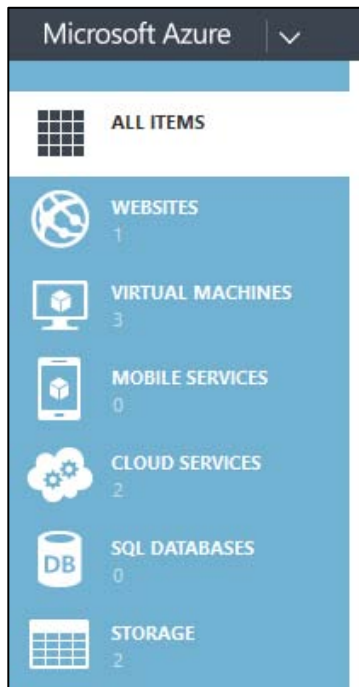 Microsoft Azure
ALL ITEMS
WEBSITES
1
VIRTUAL MACHINES
3
MOBILE SERVICES
0
CLOUD SERVICES
2
SQL DATABASES
0
DB
STORAGE
2